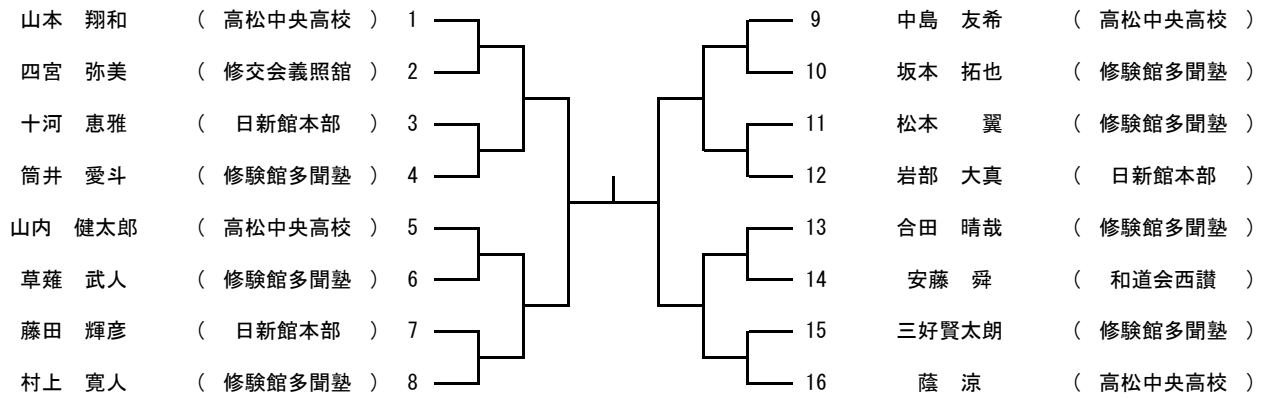 山本 翔和 ( 高松中央高校 ) 1
四宮 弥美 ( 修交会義照舘 ) 2
十河 恵雅 ( 日新館本部 ) 3
筒井 愛斗 ( 修験館多聞塾 ) 4
山内 健太郎 ( 高松中央高校 ) 5
草薙 武人 ( 修験館多聞塾 ) 6
藤田 輝彦 ( 日新館本部 ) 7
村上 寛人 ( 修験館多聞塾 ) 8
9 中島 友希 ( 高松中央高校 )
10 坂本 拓也 ( 修験館多聞塾 )
11 松本 翼 ( 修験館多聞塾 )
12 岩部 大真 ( 日新館本部 )
13 合田 晴哉 ( 修験館多聞塾 )
14 安藤 舜 ( 和道会西讃 )
15 三好賢太朗 ( 修験館多聞塾 )
16 蔭 涼 ( 高松中央高校 )